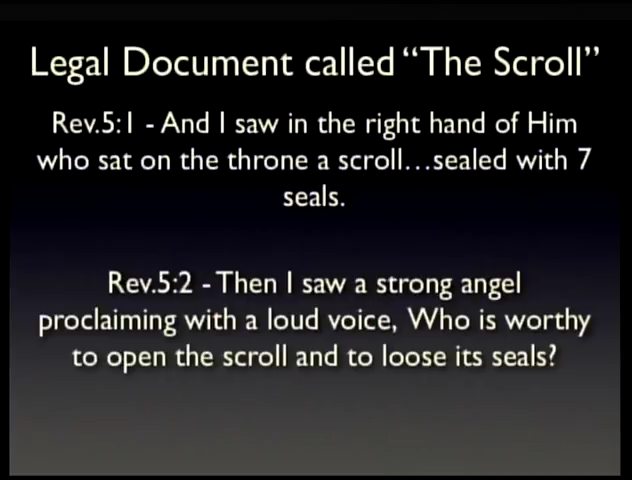 Legal Document called “The Scroll”
Rev.5:1 - And I saw in the right hand of Him
who sat on the throne a scroll...sealed with 7
seals.
Rev.5:2 - Then I saw a strong angel
proclaiming with a loud voice, Who is worthy
to open the scroll and to loose its seals?